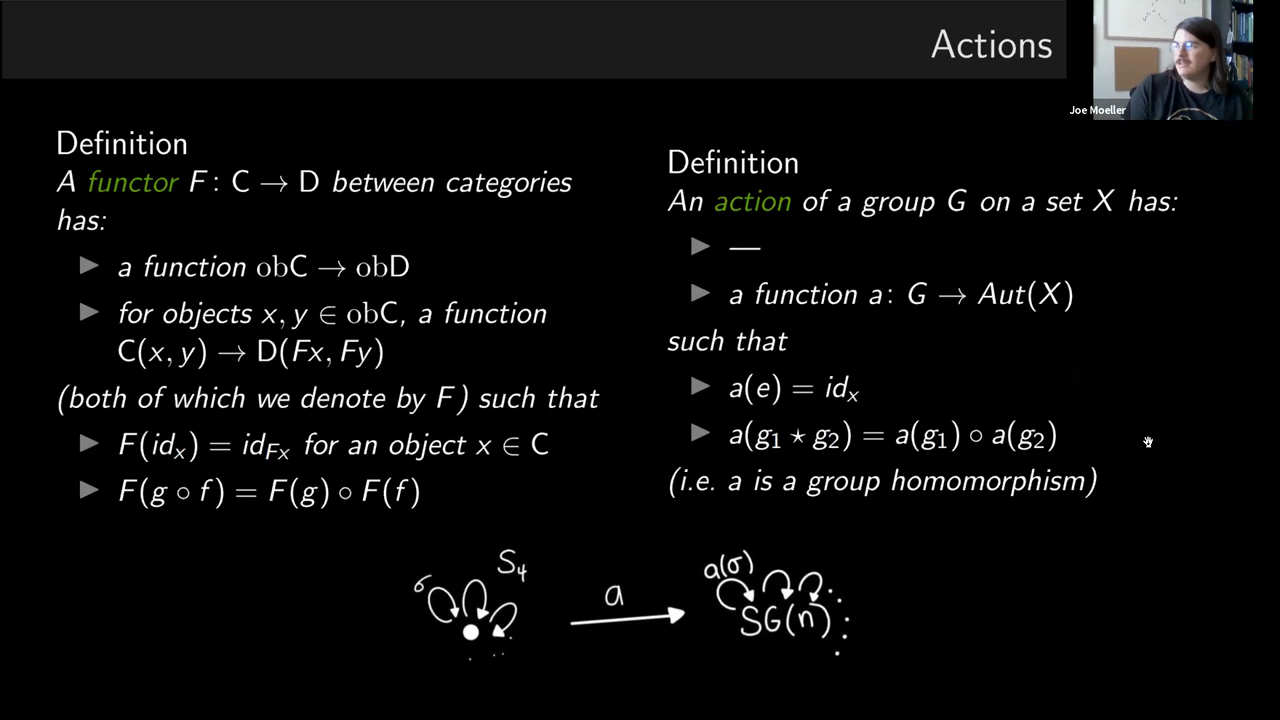 Actions
Joe Moeller
Definition
A functor F : C → D between categories
has:
▶ a function obC → obD
▶ for objects x, y ∈ obC, a function
C(x, y) → D(Fx, Fy)
(both of which we denote by F) such that
▶ F(id_x) = id_{Fx} for an object x ∈ C
▶ F(g ∘ f) = F(g) ∘ F(f)
Definition
An action of a group G on a set X has:
▶ —
▶ a function a : G → Aut(X)
such that
▶ a(e) = id_x
▶ a(g₁ ⋆ g₂) = a(g₁) ∘ a(g₂)
(i.e. a is a group homomorphism)
σ S₄
a
a(σ)
SG(n)